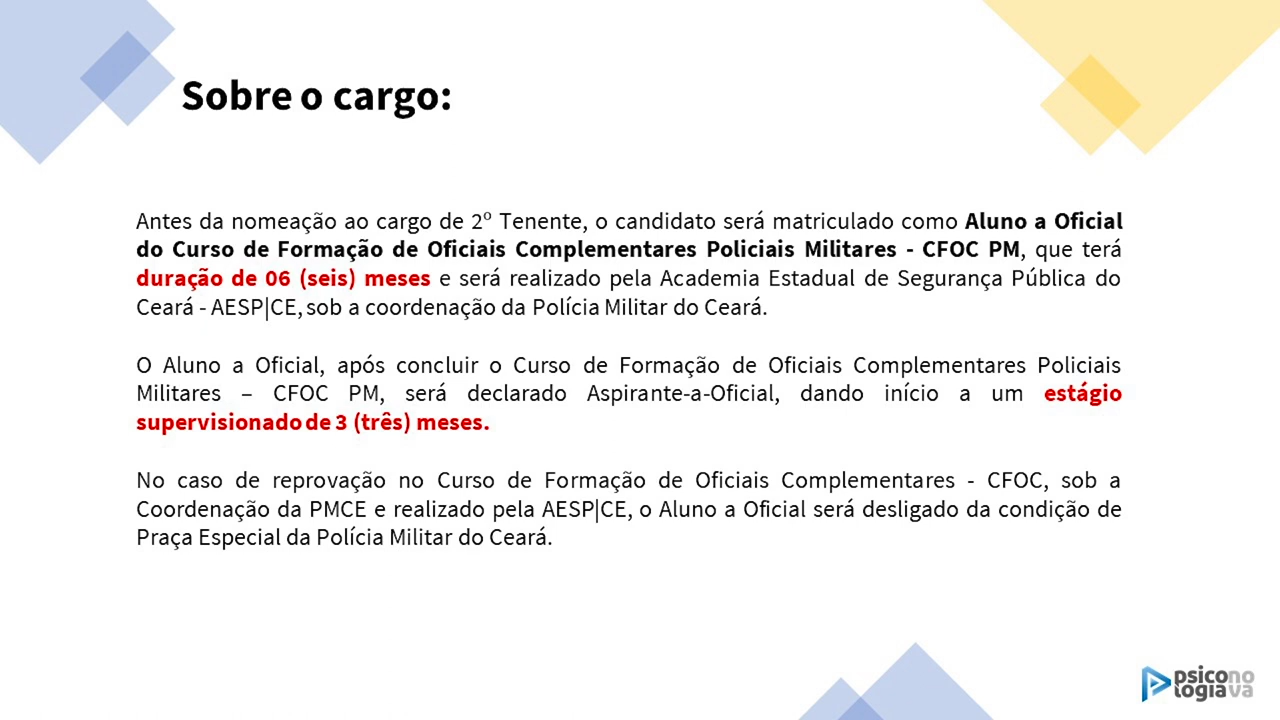 Sobre o cargo:
Antes da nomeação ao cargo de 2º Tenente, o candidato será matriculado como Aluno a Oficial
do Curso de Formação de Oficiais Complementares Policiais Militares - CFOC PM, que terá
duração de 06 (seis) meses e será realizado pela Academia Estadual de Segurança Pública do
Ceará - AESP|CE, sob a coordenação da Polícia Militar do Ceará.
O Aluno a Oficial, após concluir o Curso de Formação de Oficiais Complementares Policiais
Militares – CFOC PM, será declarado Aspirante-a-Oficial, dando início a um estágio
supervisionado de 3 (três) meses.
No caso de reprovação no Curso de Formação de Oficiais Complementares - CFOC, sob a
Coordenação da PMCE e realizado pela AESP|CE, o Aluno a Oficial será desligado da condição de
Praça Especial da Polícia Militar do Ceará.
psicono
logiava